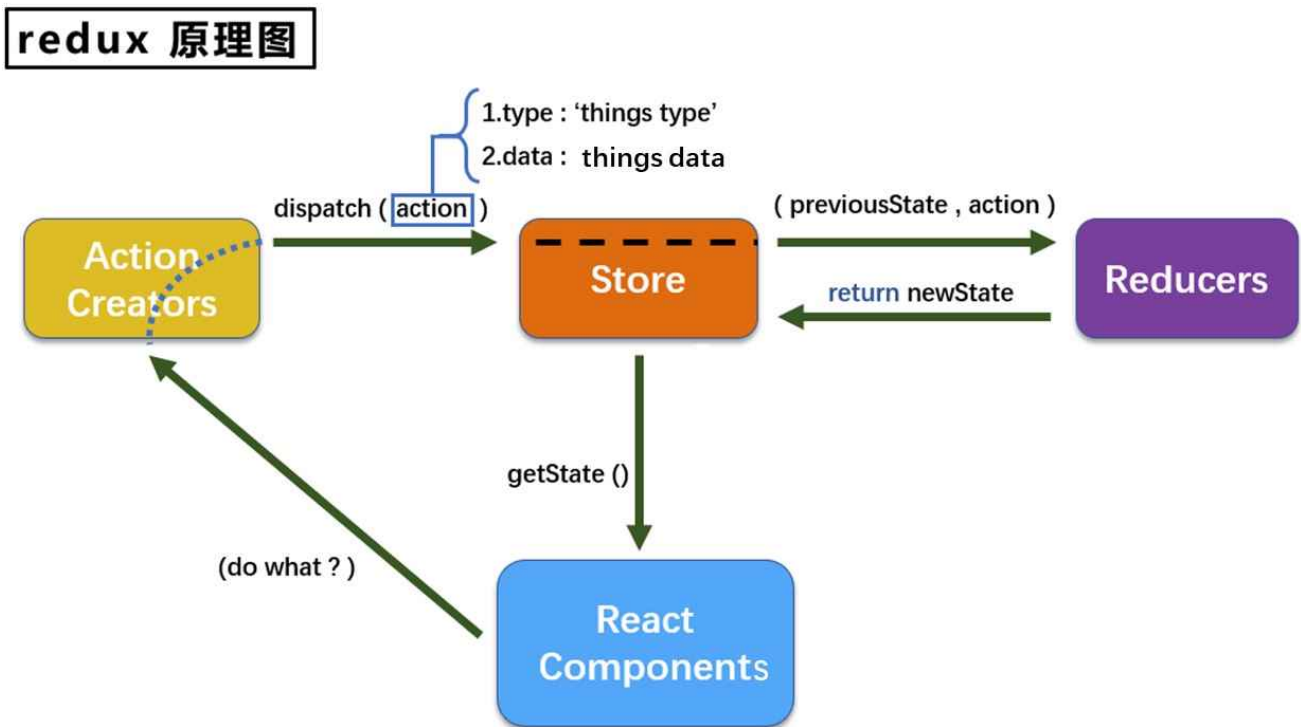 redux 原理图
1.type : ‘things type’
2.data : things data
dispatch ( action )
( previousState , action )
Action
Creators
Store
Reducers
return newState
getState ()
(do what ? )
React
Components